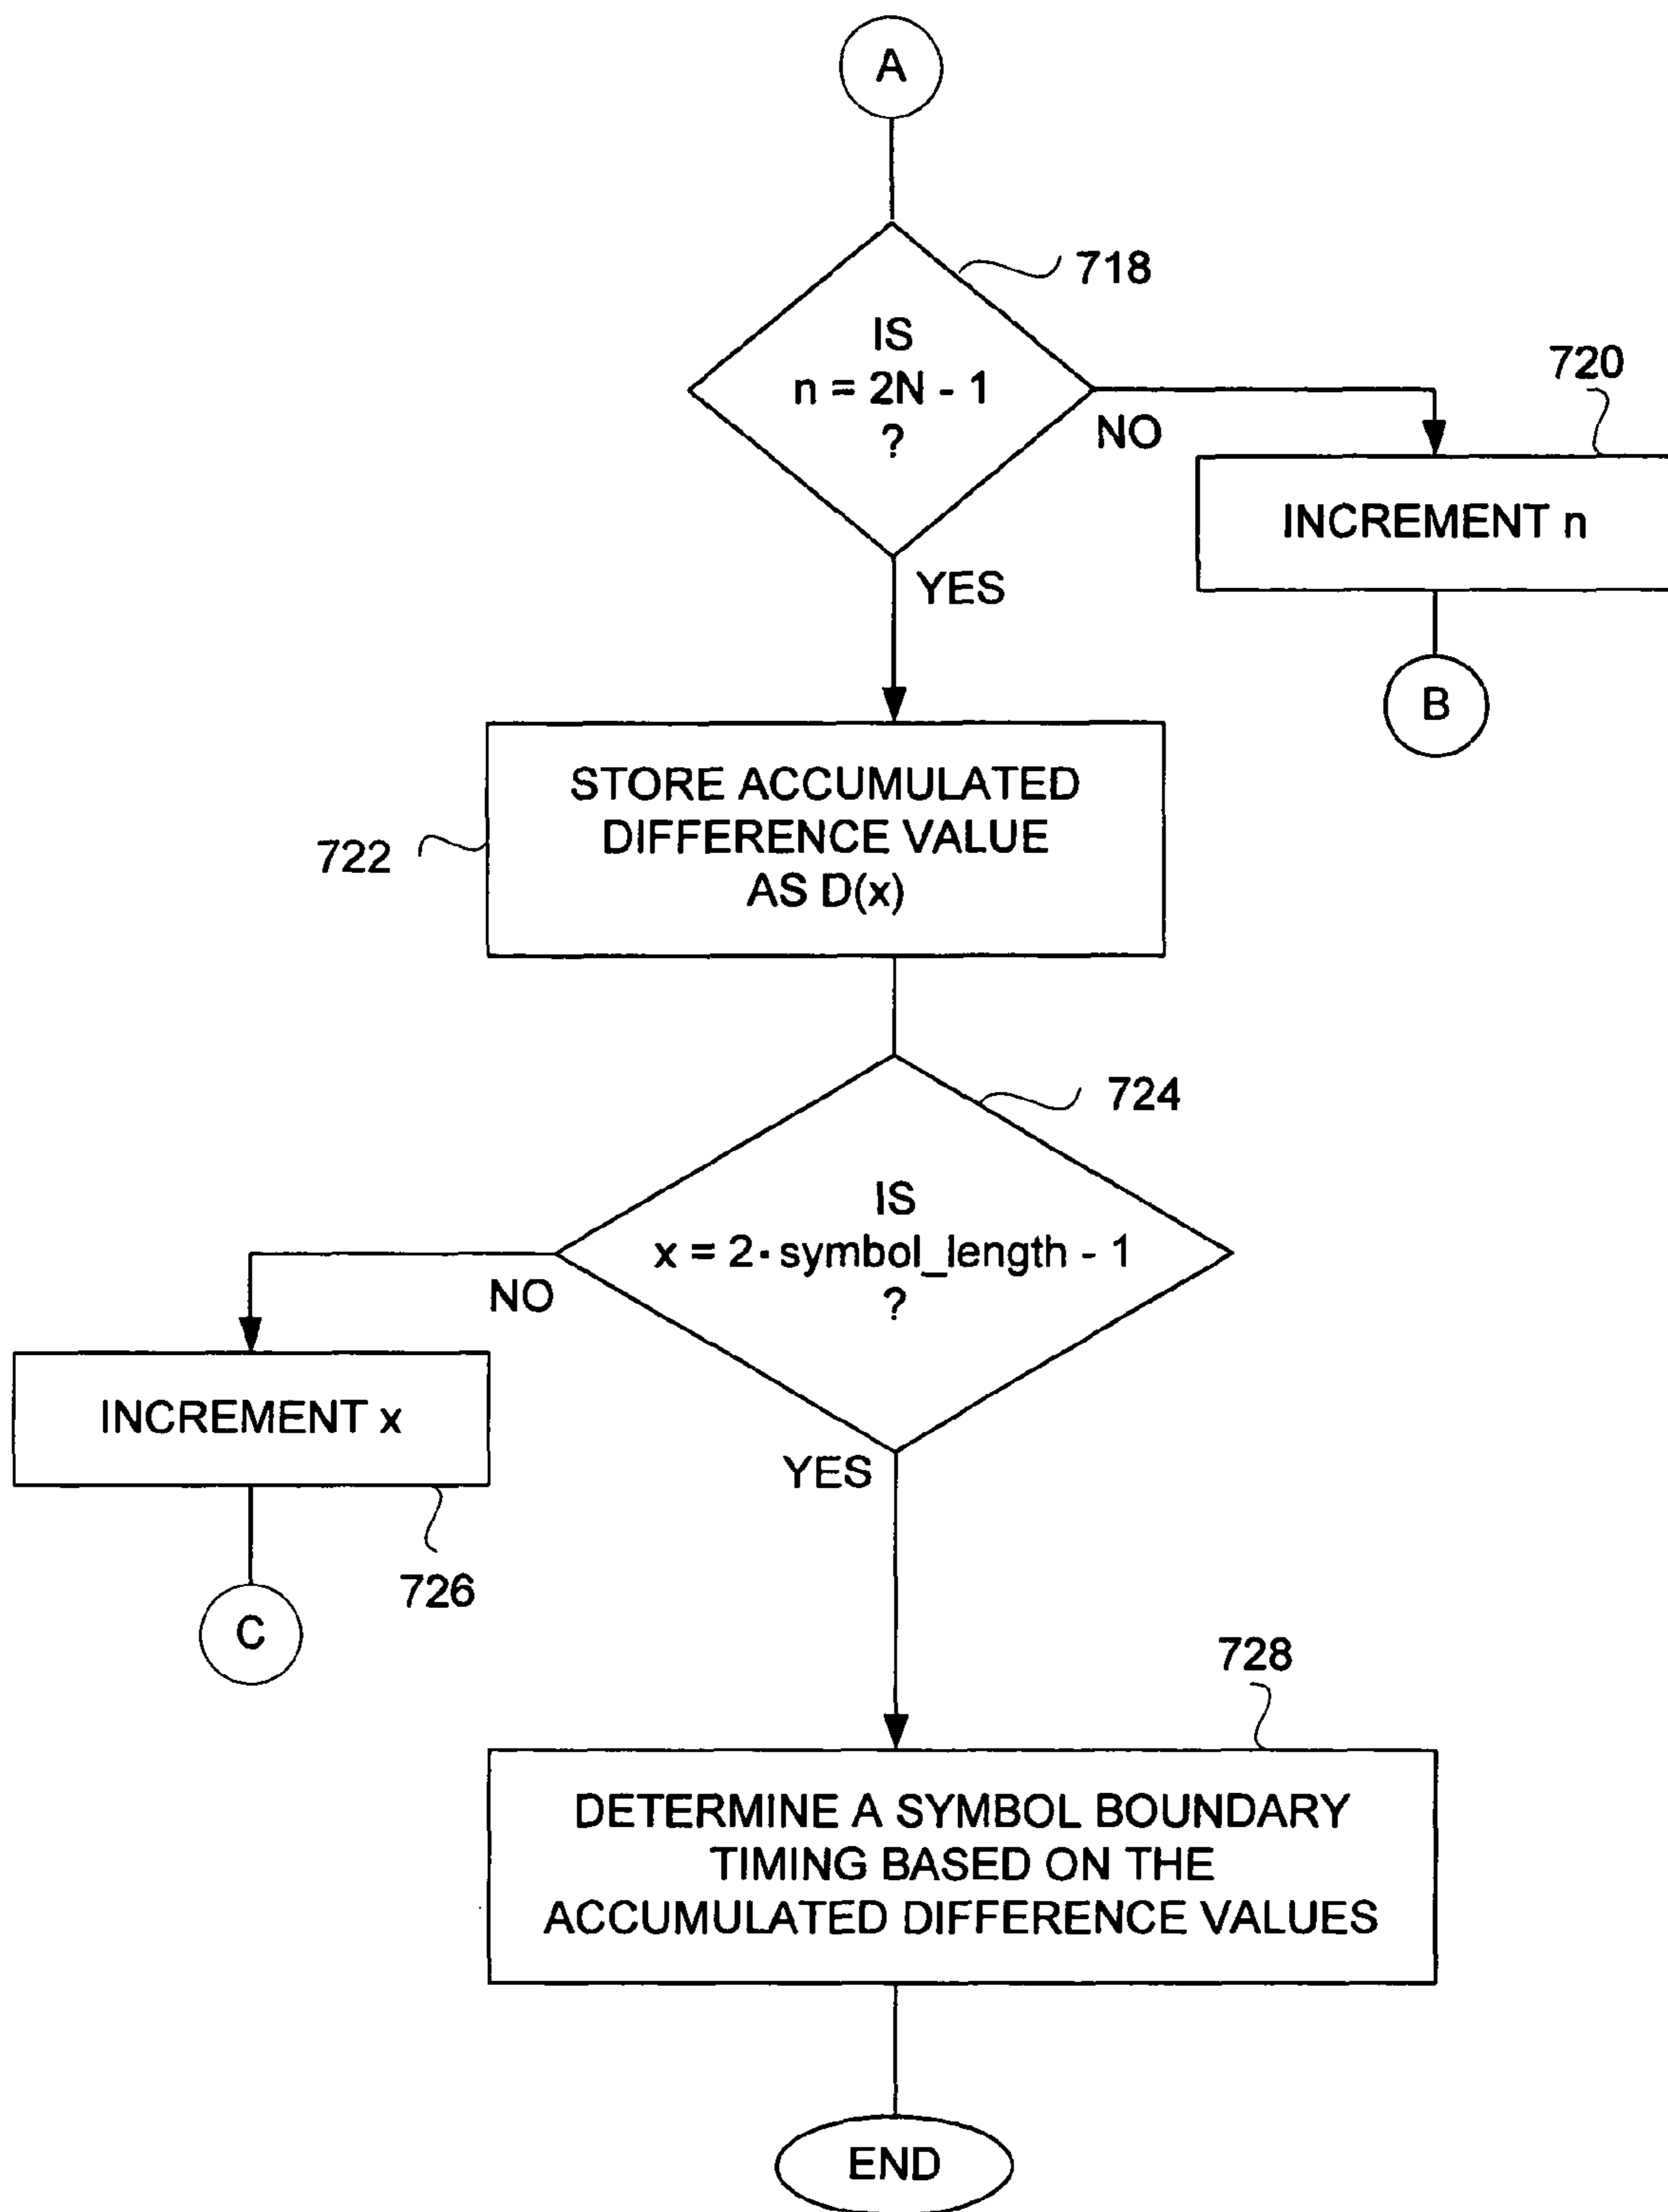 A
718
IS
n = 2N - 1
?
NO
720
INCREMENT n
B
YES
722
STORE ACCUMULATED
DIFFERENCE VALUE
AS D(x)
724
IS
x = 2 · symbol_length - 1
?
NO
INCREMENT x
726
C
YES
728
DETERMINE A SYMBOL BOUNDARY
TIMING BASED ON THE
ACCUMULATED DIFFERENCE VALUES
END